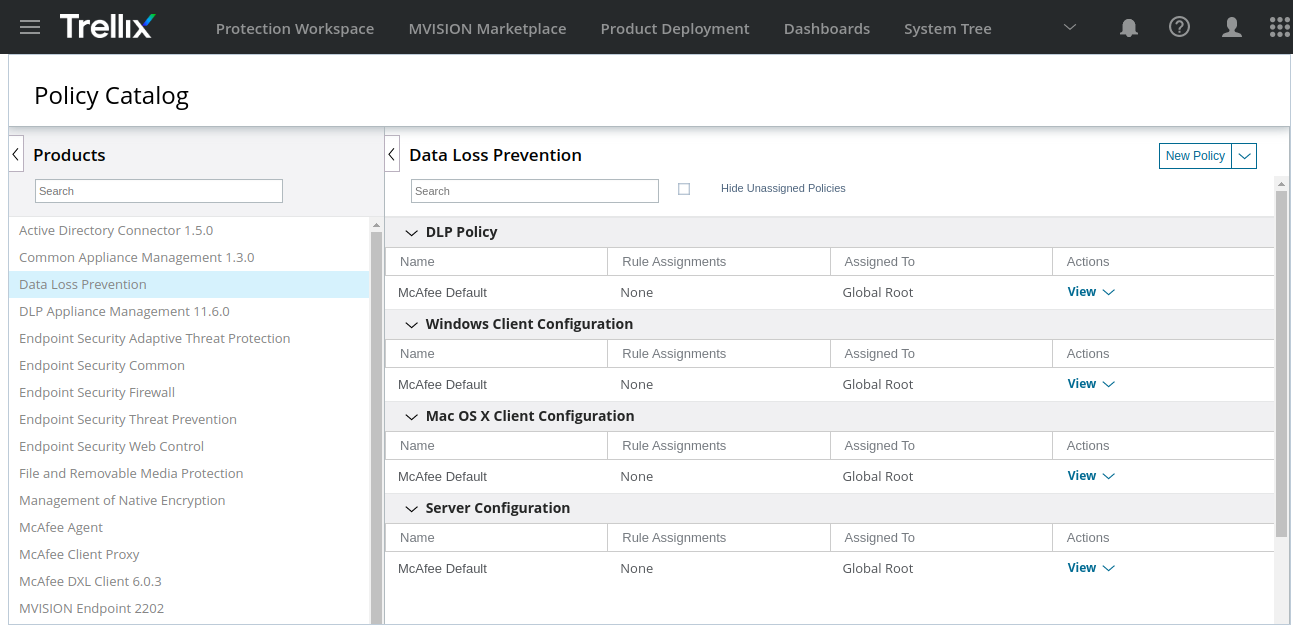 Trellix Protection Workspace MVISION Marketplace Product Deployment Dashboards System Tree
Policy Catalog
Products
Search
Active Directory Connector 1.5.0
Common Appliance Management 1.3.0
Data Loss Prevention
DLP Appliance Management 11.6.0
Endpoint Security Adaptive Threat Protection
Endpoint Security Common
Endpoint Security Firewall
Endpoint Security Threat Prevention
Endpoint Security Web Control
File and Removable Media Protection
Management of Native Encryption
McAfee Agent
McAfee Client Proxy
McAfee DXL Client 6.0.3
MVISION Endpoint 2202
Data Loss Prevention
New Policy
Search Hide Unassigned Policies
DLP Policy
Name Rule Assignments Assigned To Actions
McAfee Default None Global Root View
Windows Client Configuration
Name Rule Assignments Assigned To Actions
McAfee Default None Global Root View
Mac OS X Client Configuration
Name Rule Assignments Assigned To Actions
McAfee Default None Global Root View
Server Configuration
Name Rule Assignments Assigned To Actions
McAfee Default None Global Root View